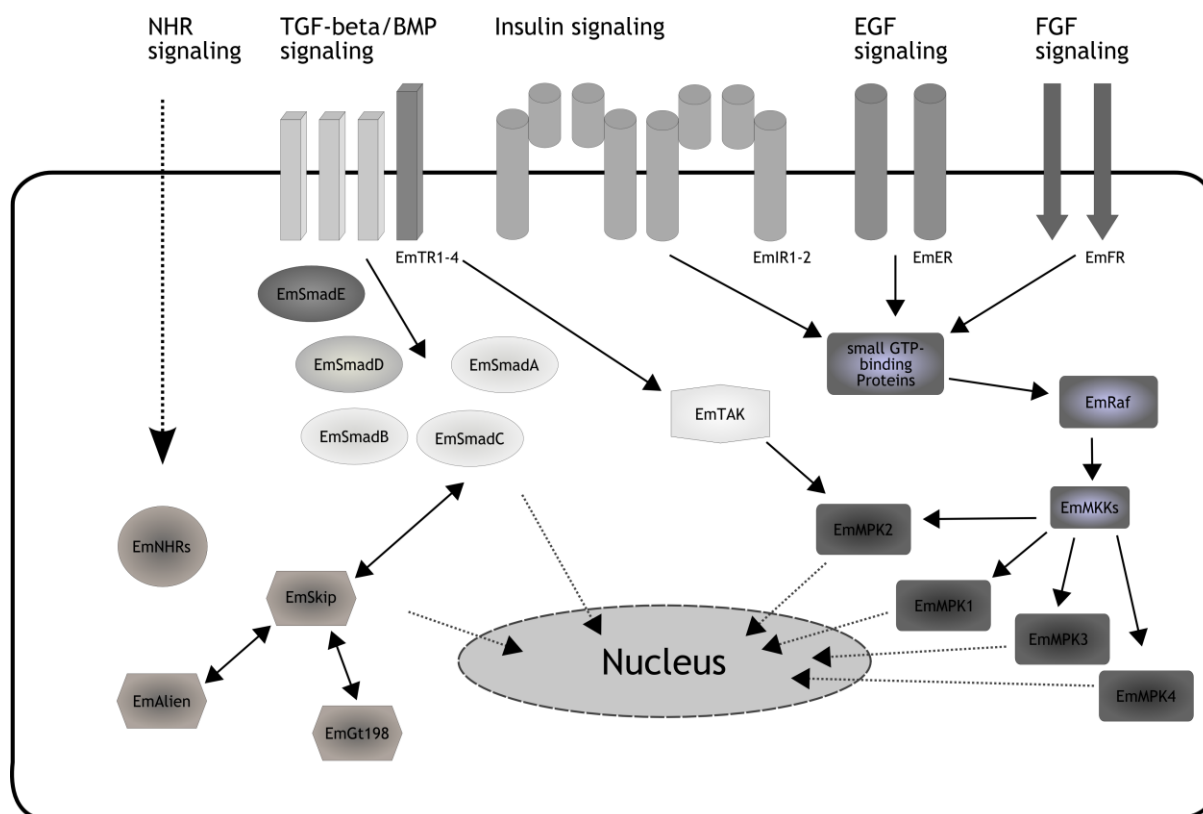 NHR
signaling
TGF-beta/BMP
signaling
Insulin signaling
EGF
signaling
FGF
signaling
EmTR1-4
EmIR1-2
EmER
EmFR
EmSmadE
EmSmadD
EmSmadA
EmSmadB
EmSmadC
small GTP-
binding
Proteins
EmTAK
EmRaf
EmMKKs
EmMPK2
EmNHRs
EmSkip
EmMPK1
EmMPK3
EmMPK4
Nucleus
EmAlien
EmGt198